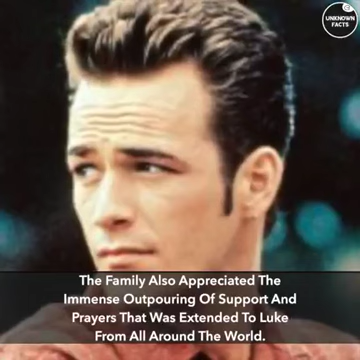 UNKNOWN
FACTS
The Family Also Appreciated The
Immense Outpouring Of Support And
Prayers That Was Extended To Luke
From All Around The World.